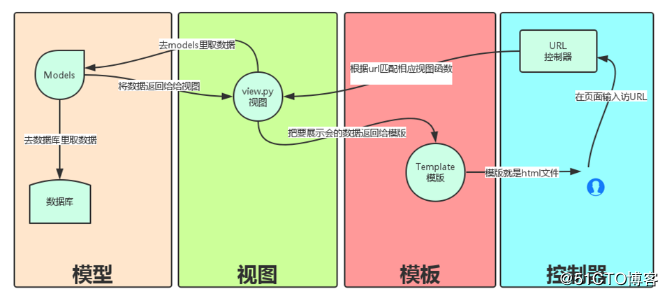 去models里取数据
URL
控制器
Models
根据url匹配相应视图函数
将数据返回给给视图
view.py
视图
在页面输入访URL
去数据库里取数据
把要展示会的数据返回给模版
Template
模版
模版就是html文件
数据库
模型
视图
模板
控制器
@51CTO博客